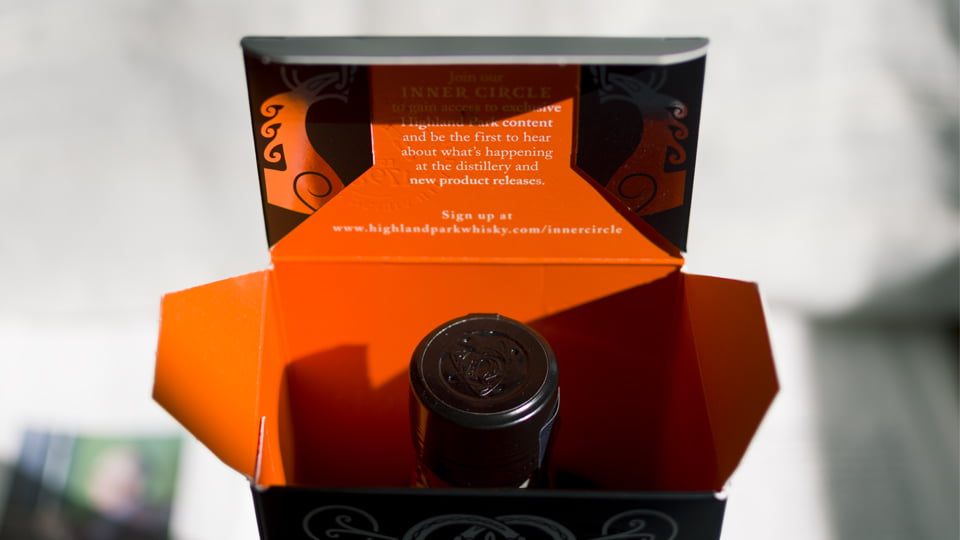 Join our
INNER CIRCLE
to gain access to exclusive
Highland Park content
and be the first to hear
about what's happening
at the distillery and
new product releases.
Sign up at
www.highlandparkwhisky.com/innercircle